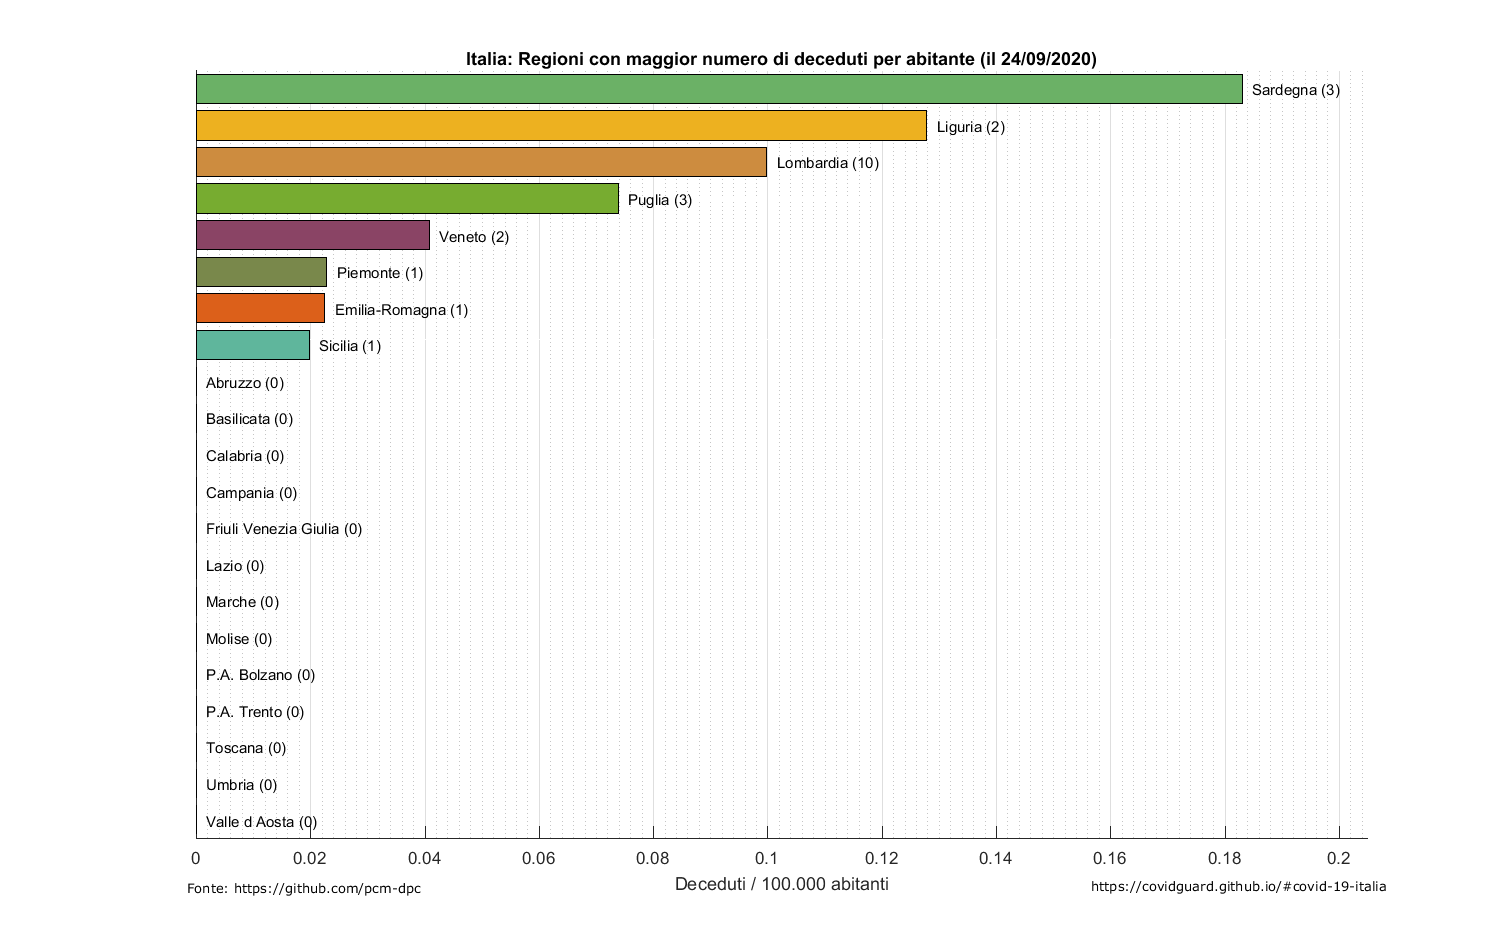 Italia: Regioni con maggior numero di deceduti per abitante (il 24/09/2020)
Sardegna (3)
Liguria (2)
Lombardia (10)
Puglia (3)
Veneto (2)
Piemonte (1)
Emilia-Romagna (1)
Sicilia (1)
Abruzzo (0)
Basilicata (0)
Calabria (0)
Campania (0)
Friuli Venezia Giulia (0)
Lazio (0)
Marche (0)
Molise (0)
P.A. Bolzano (0)
P.A. Trento (0)
Toscana (0)
Umbria (0)
Valle d Aosta (0)
0 0.02 0.04 0.06 0.08 0.1 0.12 0.14 0.16 0.18 0.2
Deceduti / 100.000 abitanti
Fonte: https://github.com/pcm-dpc
https://covidguard.github.io/#covid-19-italia